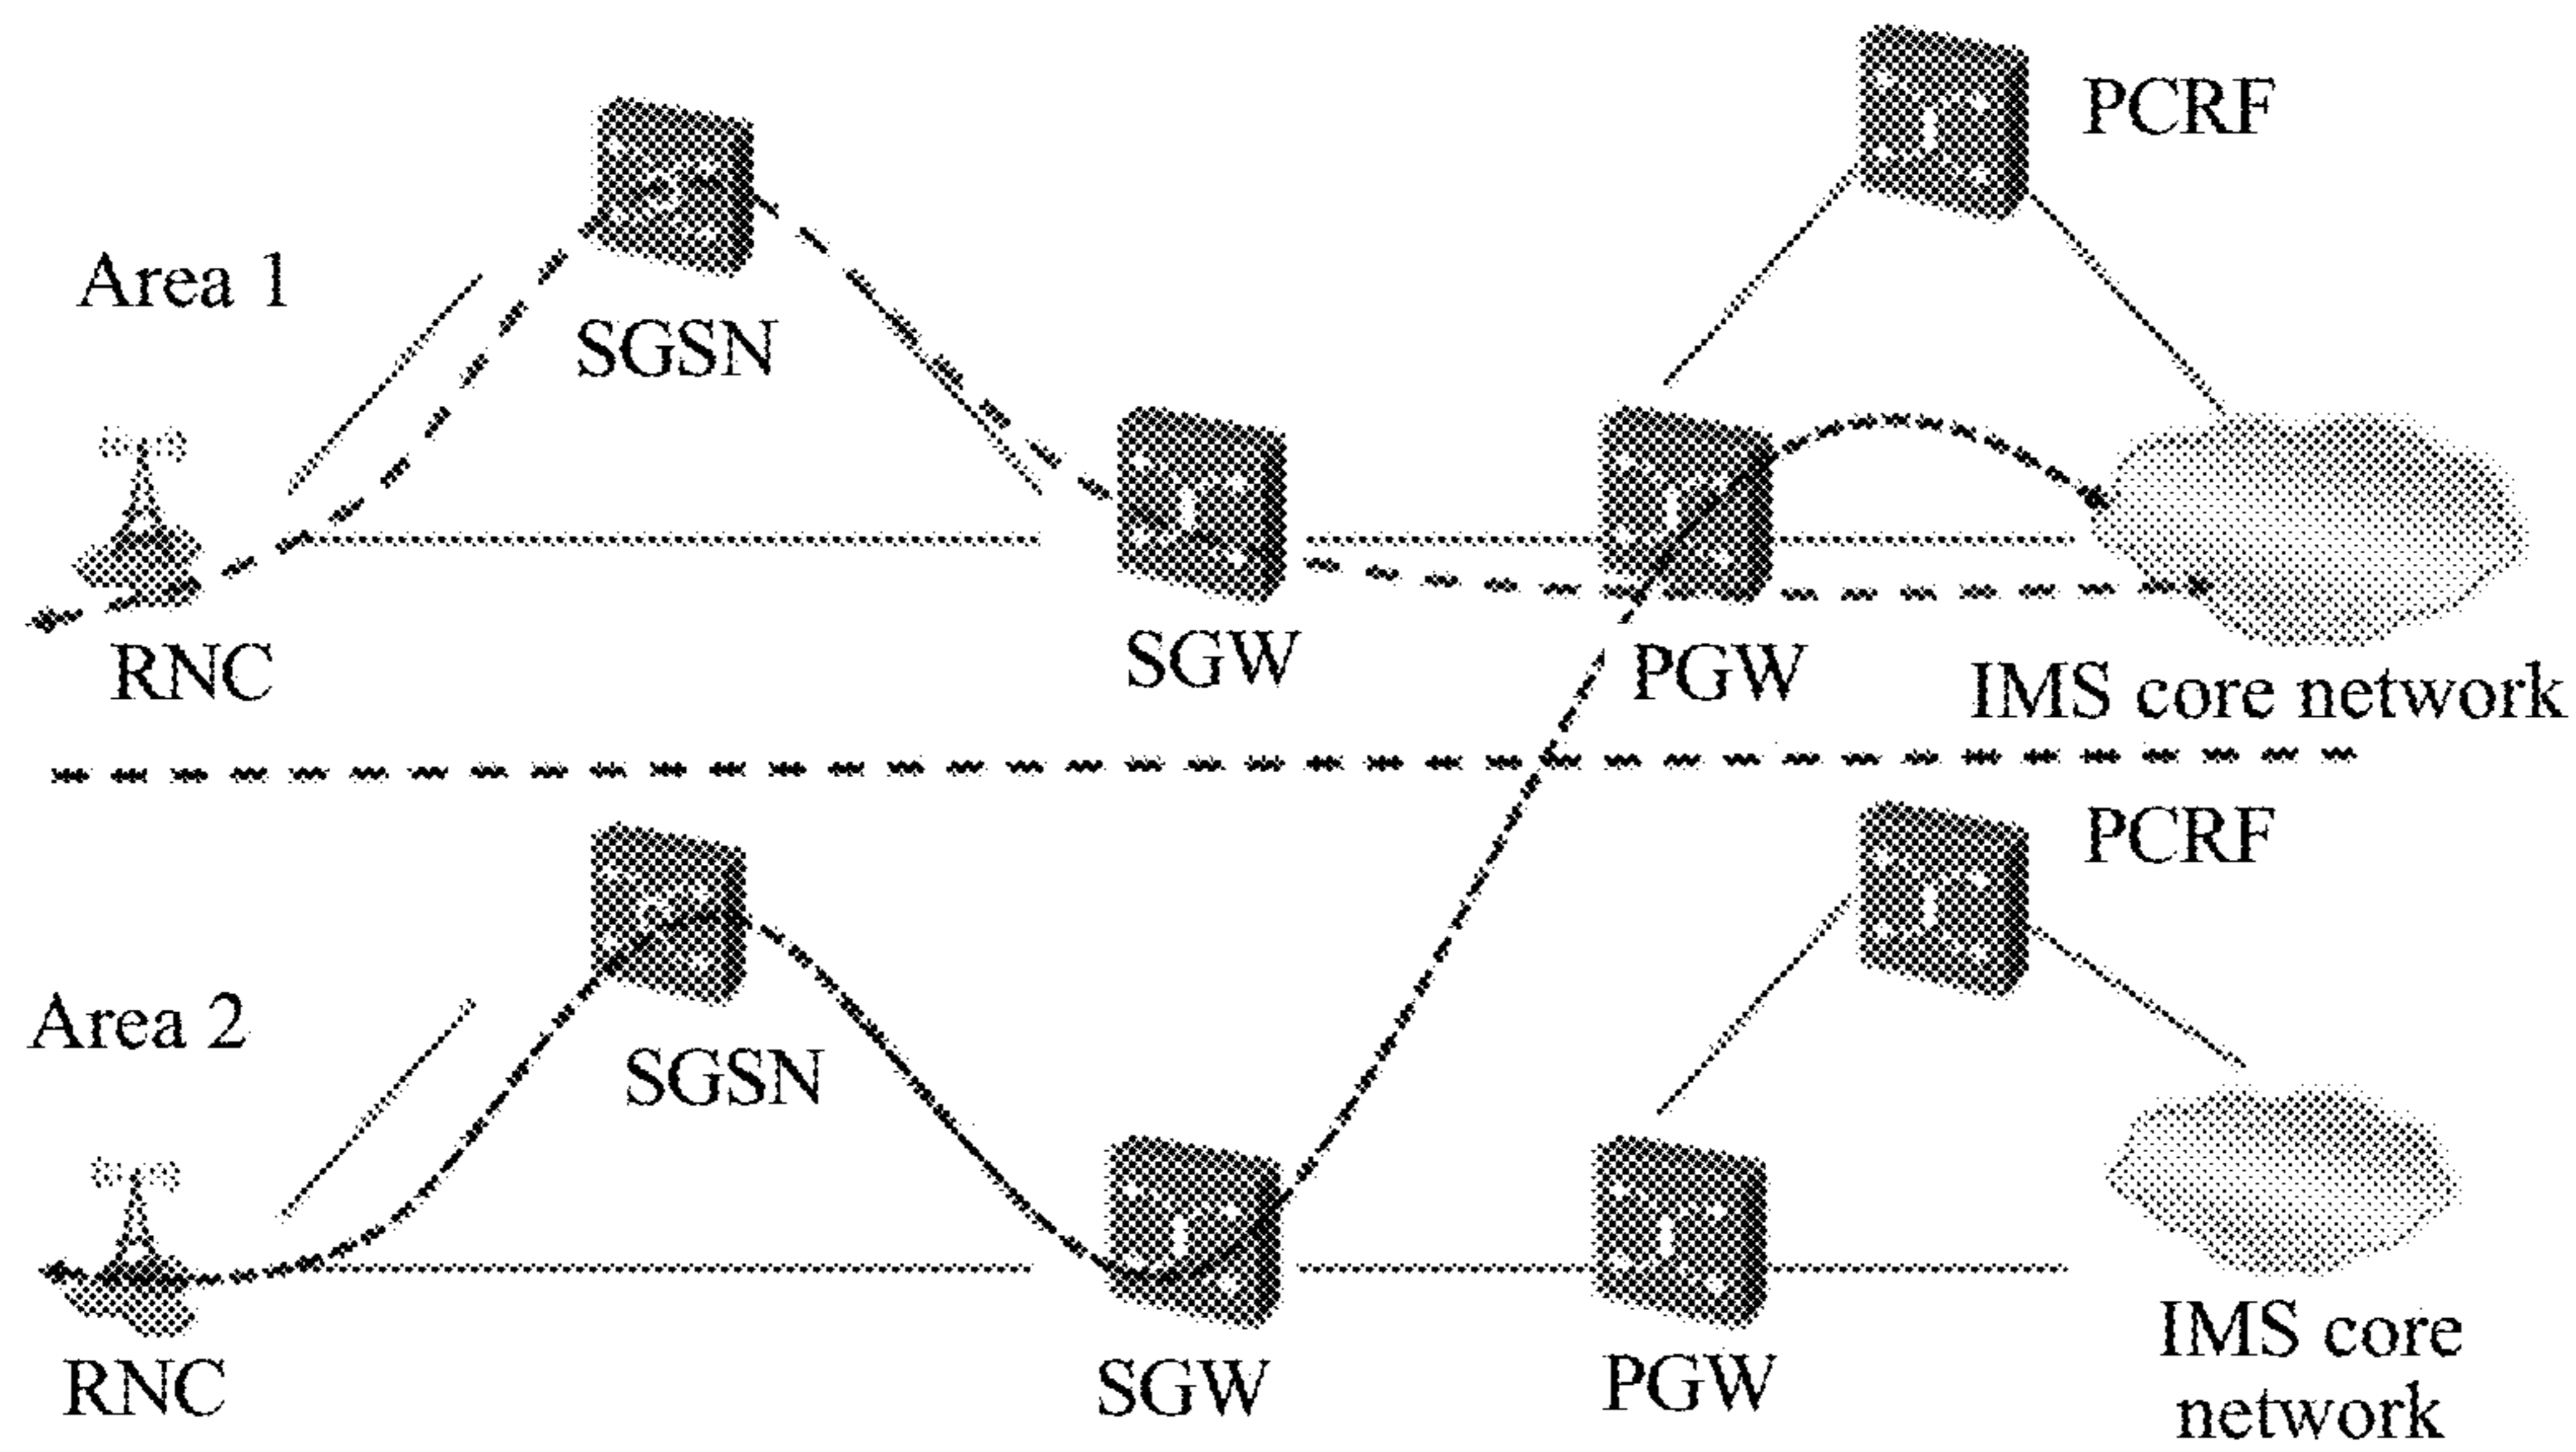 PCRF
Area 1
SGSN
RNC
SGW
PGW
IMS core network
PCRF
Area 2
SGSN
RNC
SGW
PGW
IMS core
network